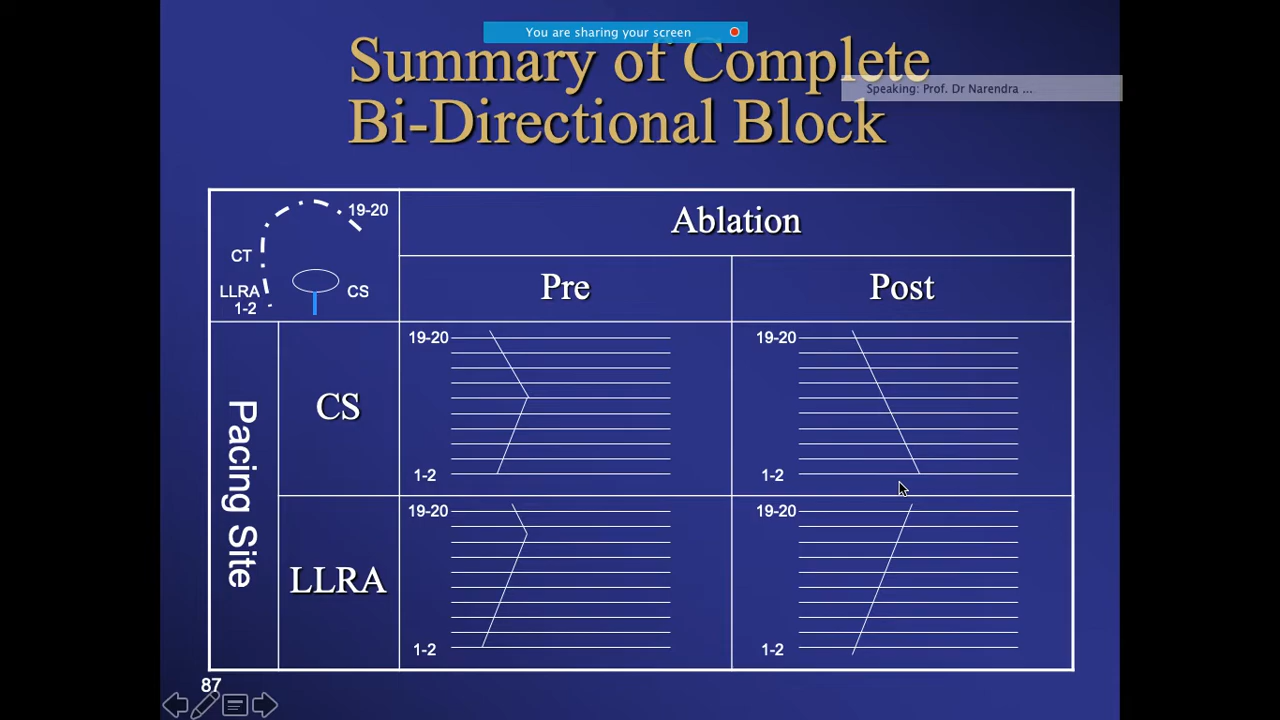 You are sharing your screen
Summary of Complete
Speaking: Prof. Dr Narendra ...
Bi-Directional Block
19-20
CT
LLRA
1-2
CS
Ablation
Pre
Post
Pacing Site
CS
19-20
1-2
19-20
1-2
LLRA
19-20
1-2
19-20
1-2
87